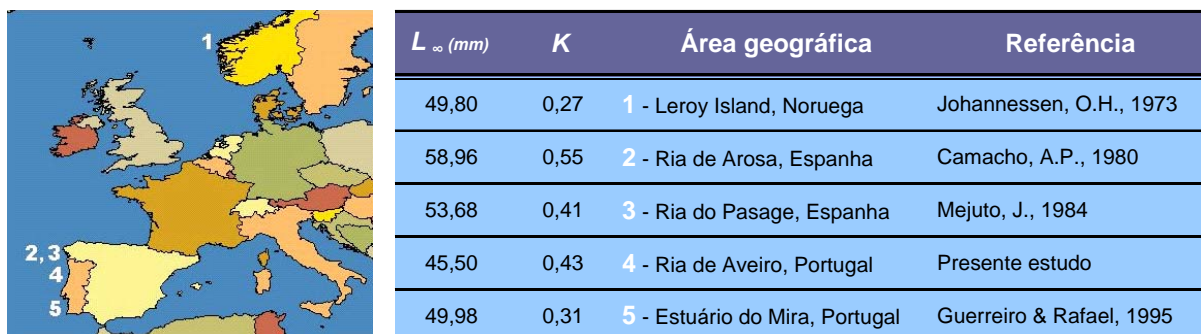 1
2, 3
4
5
L ∞ (mm) K Área geográfica Referência
49,80 0,27 1 - Leroy Island, Noruega Johannessen, O.H., 1973
58,96 0,55 2 - Ria de Arosa, Espanha Camacho, A.P., 1980
53,68 0,41 3 - Ria do Pasage, Espanha Mejuto, J., 1984
45,50 0,43 4 - Ria de Aveiro, Portugal Presente estudo
49,98 0,31 5 - Estuário do Mira, Portugal Guerreiro & Rafael, 1995